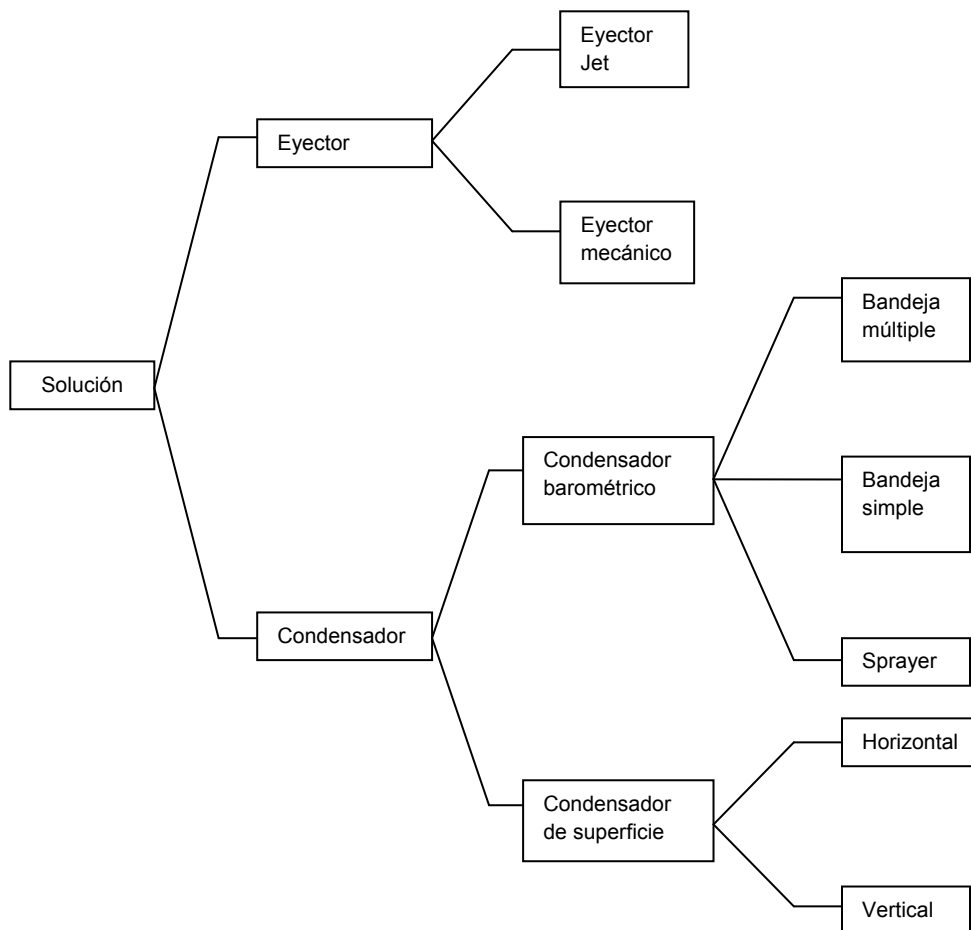 Eyector
Jet
Eyector
Eyector
mecánico
Bandeja
múltiple
Solución
Condensador
barométrico
Bandeja
simple
Condensador
Sprayer
Horizontal
Condensador
de superficie
Vertical